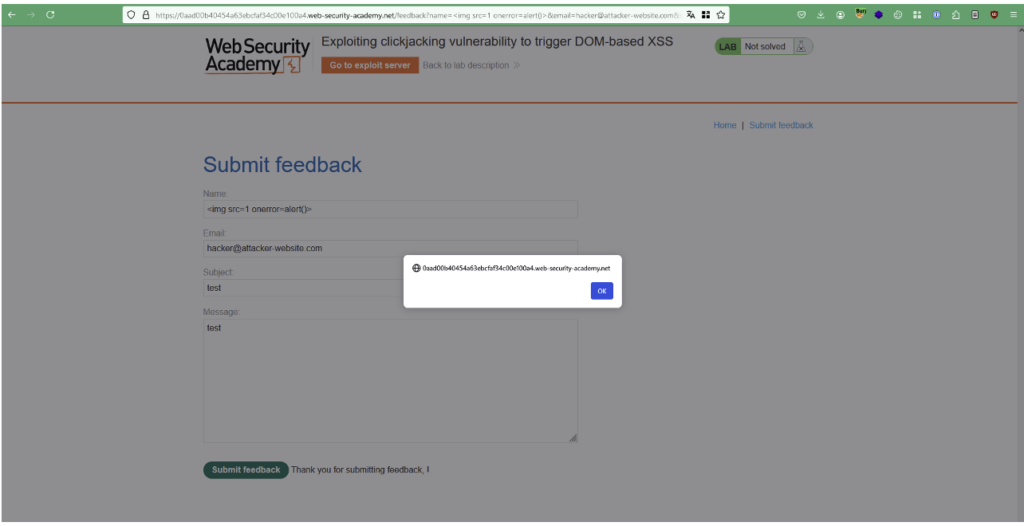 https://0aad00b40454a63ebcfaf34c00e100a4.web-security-academy.net/feedback?name=<img src=1 onerror=alert()>&email=hacker@attacker-website.com
WebSecurity
Academy
Exploiting clickjacking vulnerability to trigger DOM-based XSS
LAB Not solved
Go to exploit server Back to lab description
Home | Submit feedback
Submit feedback
Name:
<img src=1 onerror=alert()>
Email:
hacker@attacker-website.com
0aad00b40454a63ebcfaf34c00e100a4.web-security-academy.net
OK
Subject:
test
Message:
test
Submit feedback Thank you for submitting feedback,